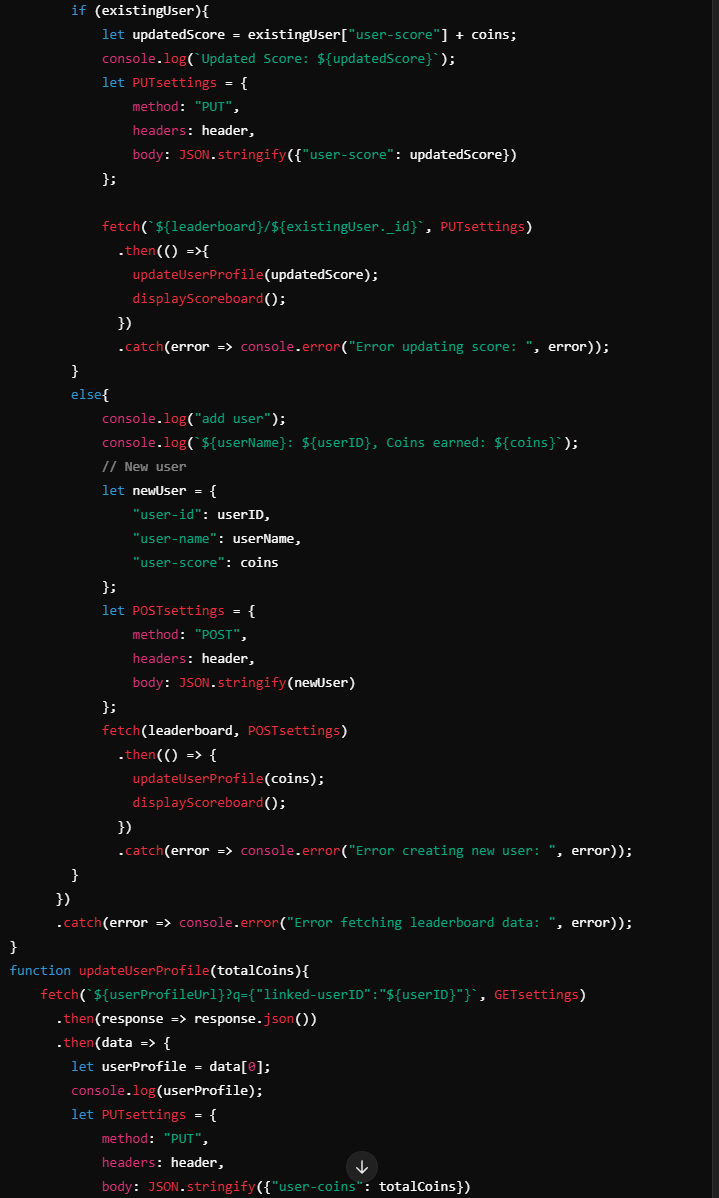 if (existingUser){
let updatedScore = existingUser["user-score"] + coins;
console.log(`Updated Score: ${updatedScore}`);
let PUTsettings = {
method: "PUT",
headers: header,
body: JSON.stringify({"user-score": updatedScore})
};
fetch(`${leaderboard}/${existingUser._id}`, PUTsettings)
.then(() =>{
updateUserProfile(updatedScore);
displayScoreboard();
})
.catch(error => console.error("Error updating score: ", error));
}
else{
console.log("add user");
console.log(`${userName}: ${userID}, Coins earned: ${coins}`);
// New user
let newUser = {
"user-id": userID,
"user-name": userName,
"user-score": coins
};
let POSTsettings = {
method: "POST",
headers: header,
body: JSON.stringify(newUser)
};
fetch(leaderboard, POSTsettings)
.then(() => {
updateUserProfile(coins);
displayScoreboard();
})
.catch(error => console.error("Error creating new user: ", error));
}
})
.catch(error => console.error("Error fetching leaderboard data: ", error));
}
function updateUserProfile(totalCoins){
fetch(`${userProfileUrl}?q={"linked-userID":"${userID}"}`, GETsettings)
.then(response => response.json())
.then(data => {
let userProfile = data[0];
console.log(userProfile);
let PUTsettings = {
method: "PUT",
headers: header,
body: JSON.stringify({"user-coins": totalCoins})